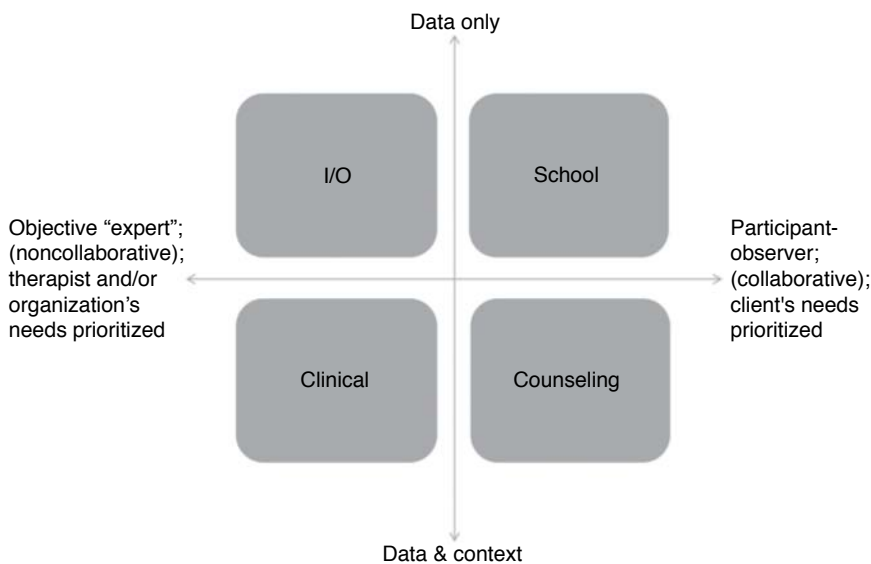 Data only
I/O
School
Objective “expert”;
(noncollaborative);
therapist and/or
organization’s
needs prioritized
Participant-
observer;
(collaborative);
client's needs
prioritized
Clinical
Counseling
Data & context